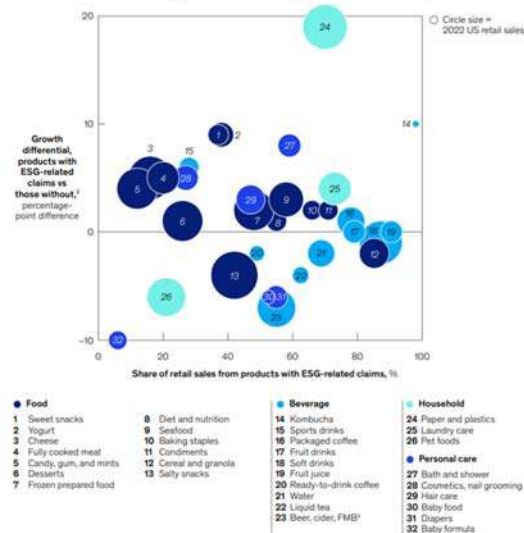 20
10
0
−10
Growth
differential,
products with
ESG-related
claims vs
those without,²
percentage-
point difference
Circle size =
2022 US retail sales
24
14
1
2
3
15
27
4
5
28
25
29
9
7
8
10
11
6
16
17
18
19
12
20
21
13
22
30
31
23
26
32
0
20
40
60
80
100
Share of retail sales from products with ESG-related claims, %
Food
1 Sweet snacks
2 Yogurt
3 Cheese
4 Fully cooked meat
5 Candy, gum, and mints
6 Desserts
7 Frozen prepared food
8 Diet and nutrition
9 Seafood
10 Baking staples
11 Condiments
12 Cereal and granola
13 Salty snacks
Beverage
14 Kombucha
15 Sports drinks
16 Packaged coffee
17 Fruit drinks
18 Soft drinks
19 Fruit juice
20 Ready-to-drink coffee
21 Water
22 Liquid tea
23 Beer, cider, FMB³
Household
24 Paper and plastics
25 Laundry care
26 Pet foods
Personal care
27 Bath and shower
28 Cosmetics, nail grooming
29 Hair care
30 Baby food
31 Diapers
32 Baby formula